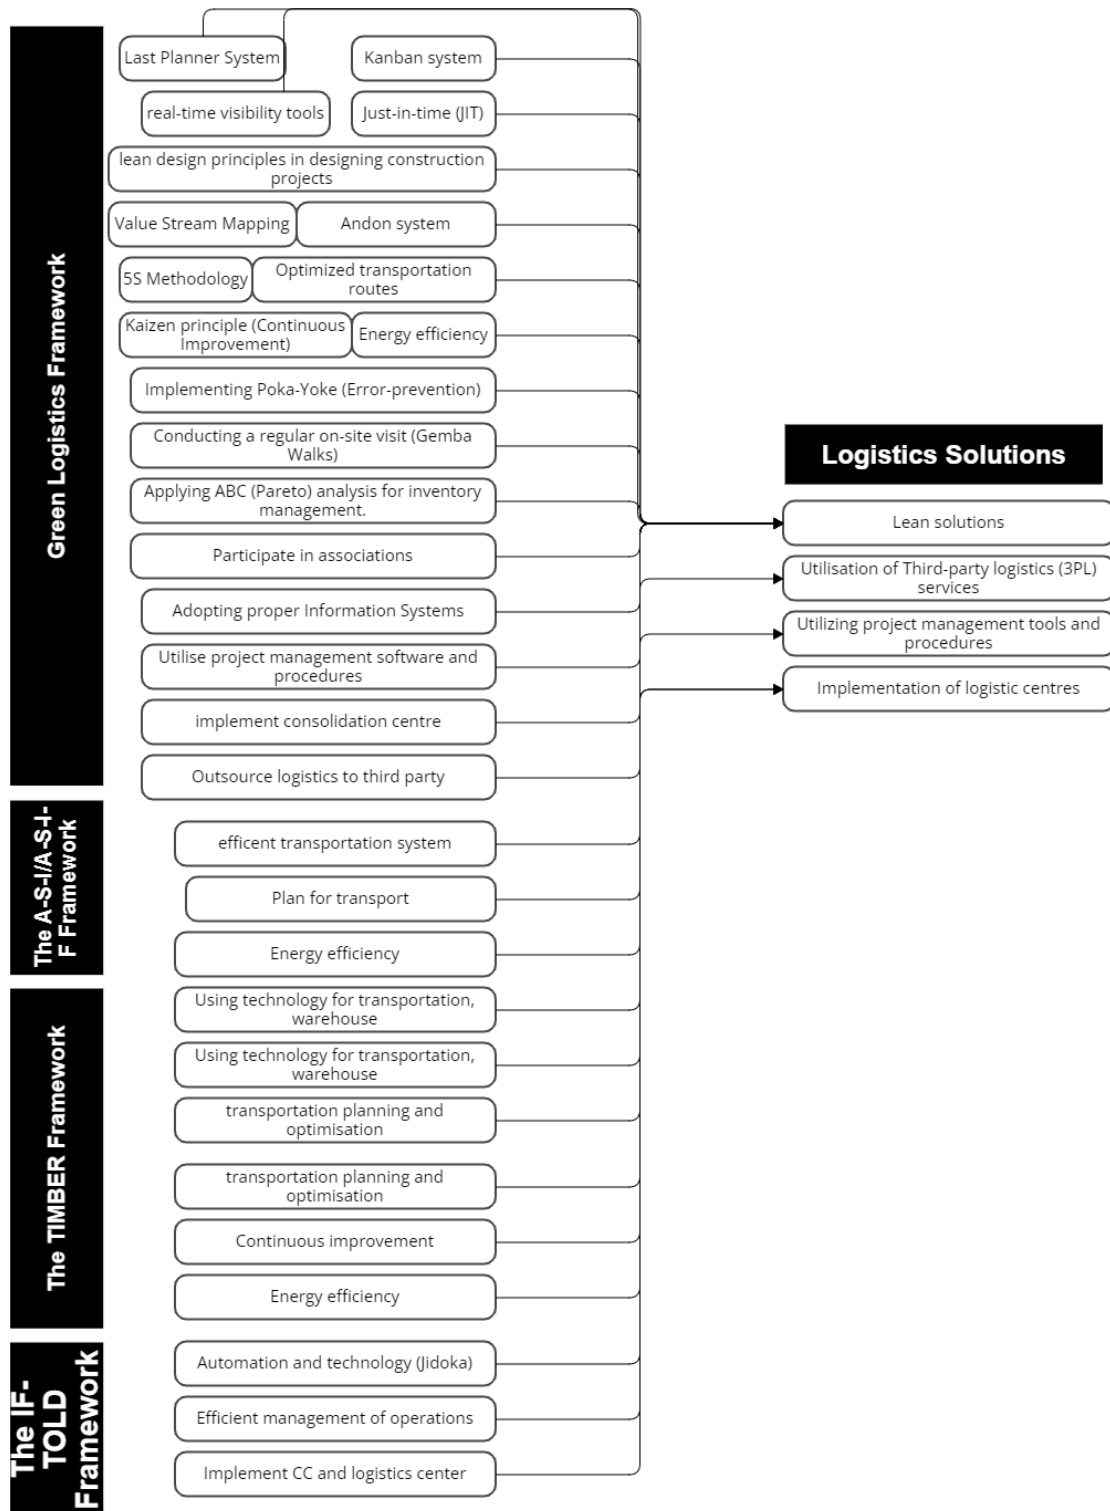 Green Logistics Framework
Last Planner System
Kanban system
real-time visibility tools
Just-in-time (JIT)
lean design principles in designing construction
projects
Value Stream Mapping
Andon system
5S Methodology
Optimized transportation
routes
Kaizen principle (Continuous
Improvement)
Energy efficiency
Implementing Poka-Yoke (Error-prevention)
Conducting a regular on-site visit (Gemba
Walks)
Applying ABC (Pareto) analysis for inventory
management.
Participate in associations
Adopting proper Information Systems
Utilise project management software and
procedures
implement consolidation centre
Outsource logistics to third party
The A-S-I/A-S-I-
F Framework
efficent transportation system
Plan for transport
Energy efficiency
The TIMBER Framework
Using technology for transportation,
warehouse
Using technology for transportation,
warehouse
transportation planning and
optimisation
transportation planning and
optimisation
Continuous improvement
Energy efficiency
The IF-
TOLD
Framework
Automation and technology (Jidoka)
Efficient management of operations
Implement CC and logistics center
Logistics Solutions
Lean solutions
Utilisation of Third-party logistics (3PL)
services
Utilizing project management tools and
procedures
Implementation of logistic centres